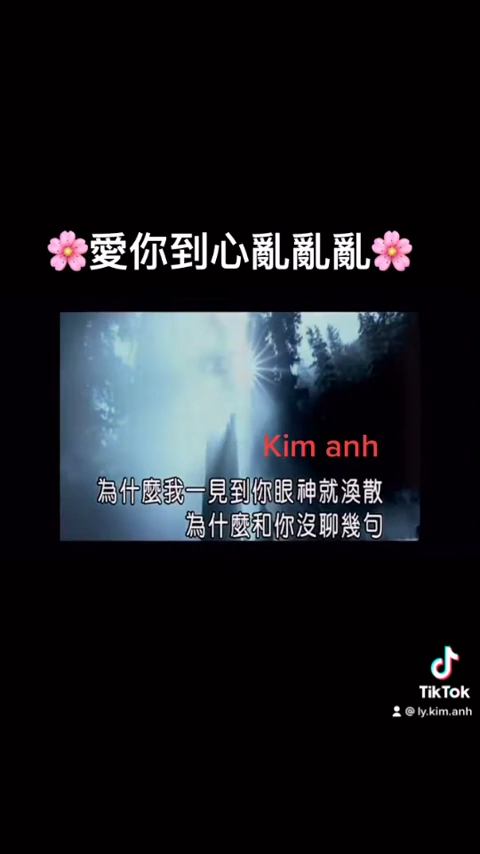 🌸愛你到心亂亂亂🌸
Kim anh
為什麼我一見到你眼神就渙散
為什麼和你沒聊幾句
TikTok
@ ly.kim.anh